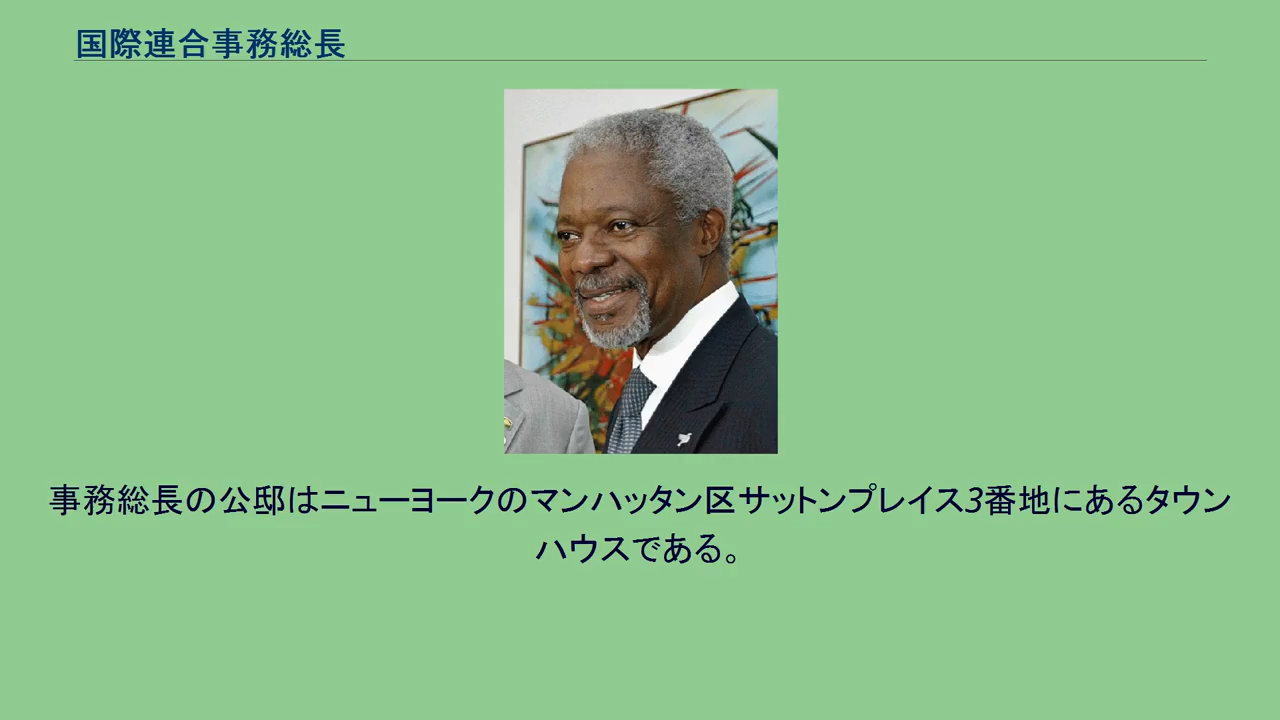 国際連合事務総長
事務総長の公邸はニューヨークのマンハッタン区サットンプレイス3番地にあるタウン
ハウスである。